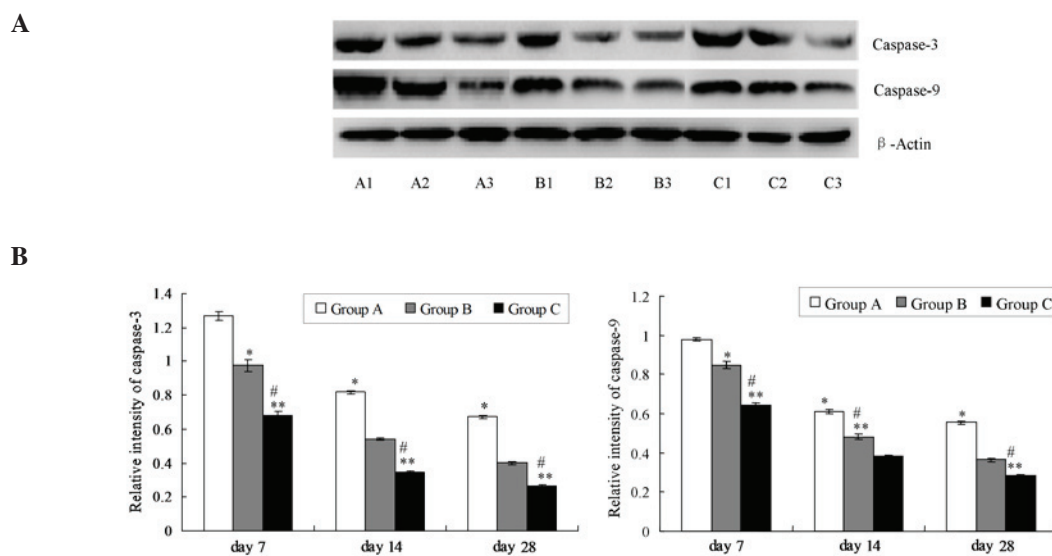 A
Caspase-3
Caspase-9
β-Actin
A1 A2 A3 B1 B2 B3 C1 C2 C3
B
Relative intensity of caspase-3
1.4
1.2
1
0.8
0.6
0.4
0.2
0
Group A Group B Group C
*
#
**
*
#
**
*
#
**
day 7 day 14 day 28
Relative intensity of caspase-9
1.2
1
0.8
0.6
0.4
0.2
0
Group A Group B Group C
*
#
**
*
#
**
*
#
**
day 7 day 14 day 28